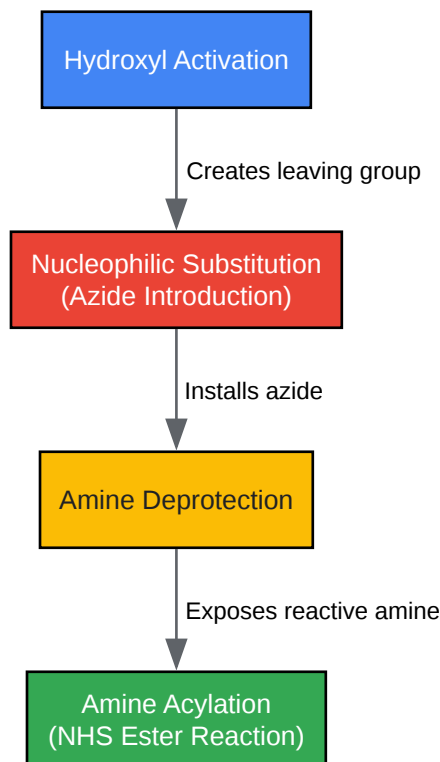 Hydroxyl Activation
Creates leaving group
Nucleophilic Substitution
(Azide Introduction)
Installs azide
Amine Deprotection
Exposes reactive amine
Amine Acylation
(NHS Ester Reaction)